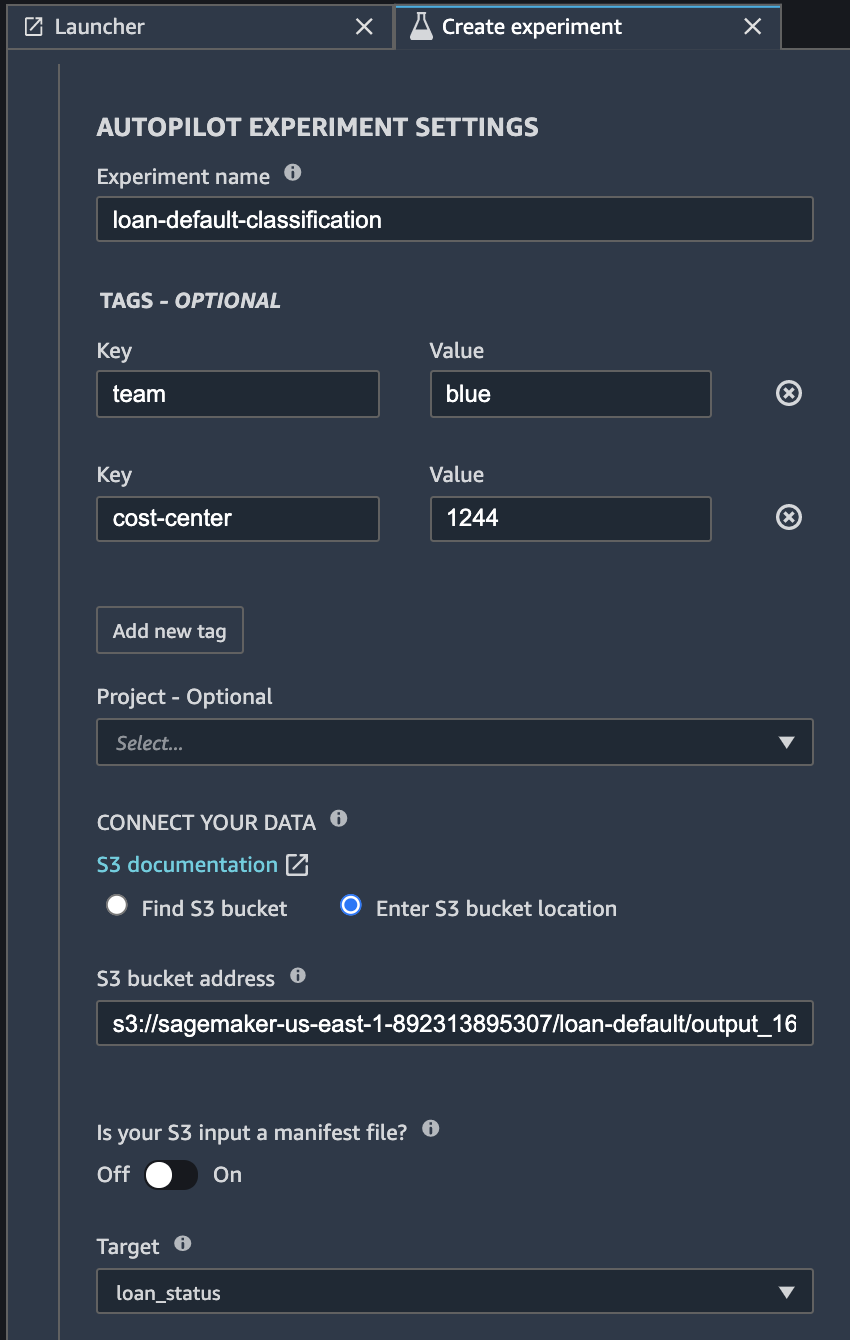 Launcher
Create experiment
AUTOPILOT EXPERIMENT SETTINGS
Experiment name
loan-default-classification
TAGS - OPTIONAL
Key Value
team blue
Key Value
cost-center 1244
Add new tag
Project - Optional
Select...
CONNECT YOUR DATA
S3 documentation
Find S3 bucket Enter S3 bucket location
S3 bucket address
s3://sagemaker-us-east-1-892313895307/loan-default/output_16
Is your S3 input a manifest file?
Off On
Target
loan_status